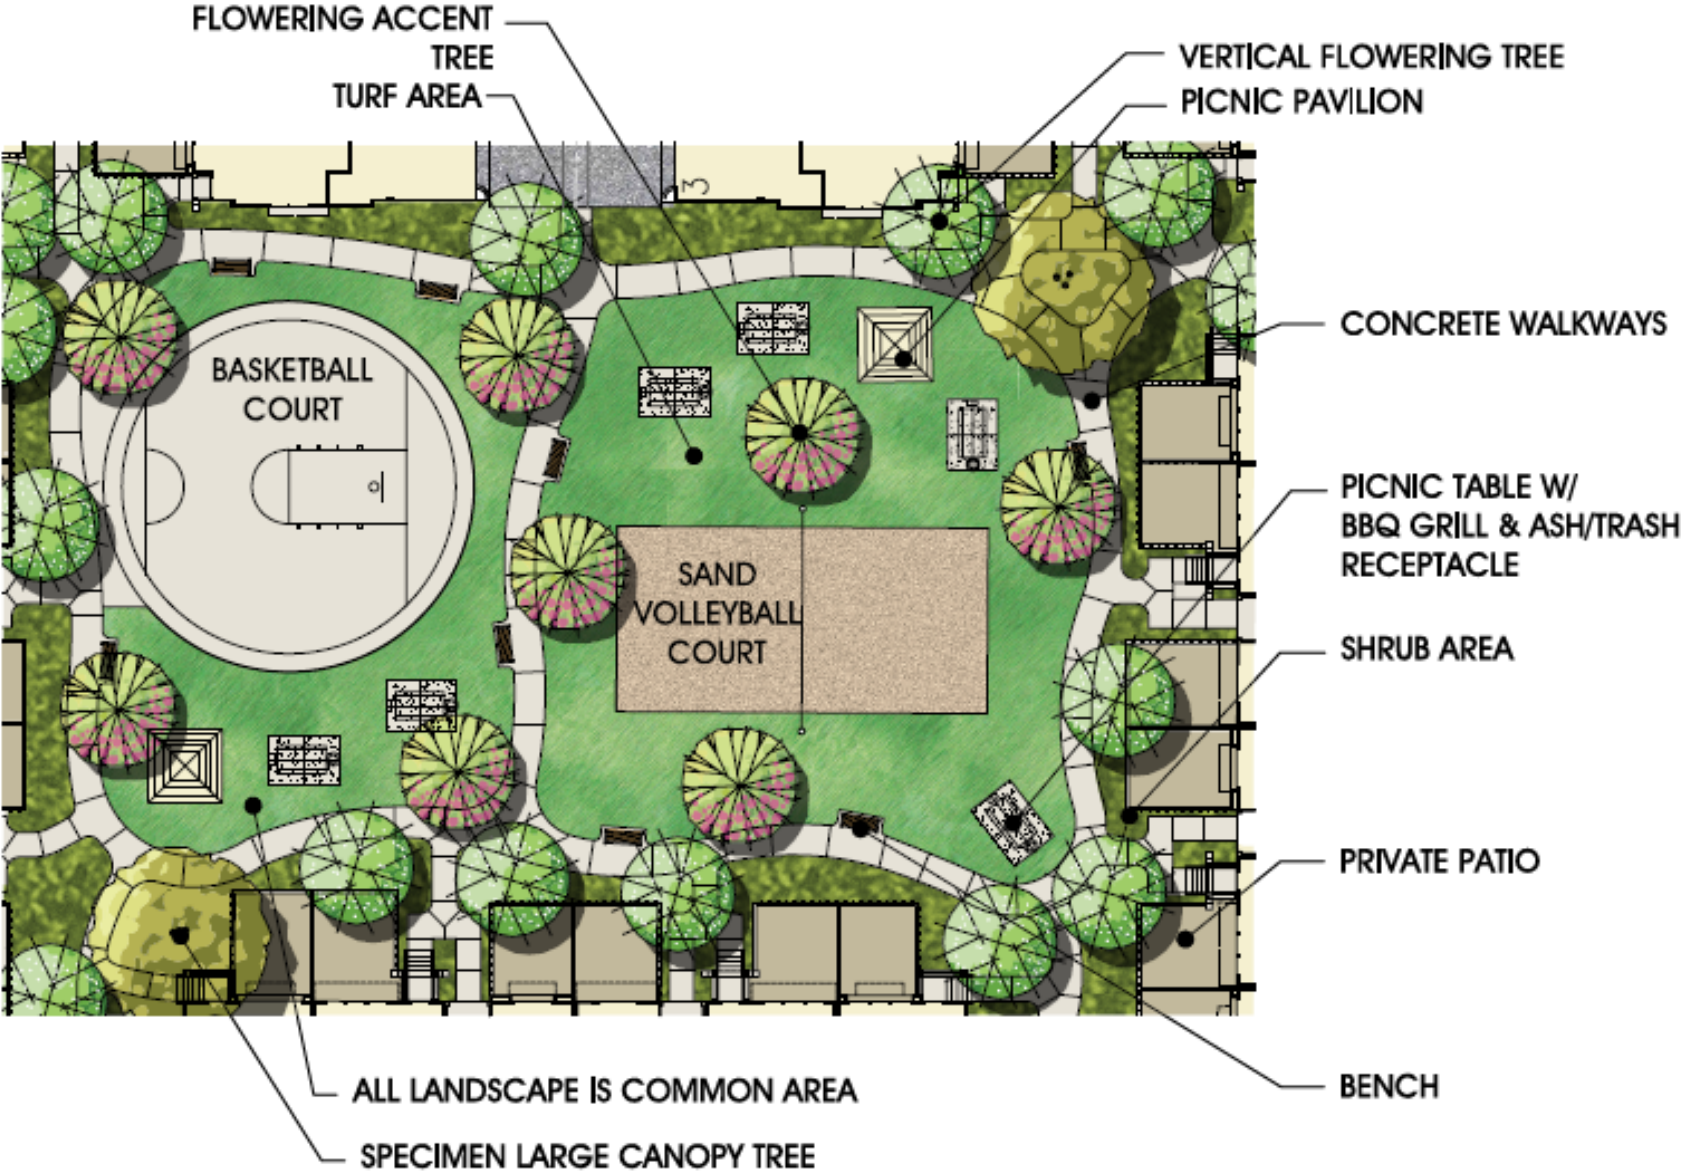 FLOWERING ACCENT
TREE
TURF AREA
VERTICAL FLOWERING TREE
PICNIC PAVILION
3
CONCRETE WALKWAYS
BASKETBALL
COURT
PICNIC TABLE W/
BBQ GRILL & ASH/TRASH
RECEPTACLE
SAND
VOLLEYBALL
COURT
SHRUB AREA
PRIVATE PATIO
BENCH
ALL LANDSCAPE IS COMMON AREA
SPECIMEN LARGE CANOPY TREE